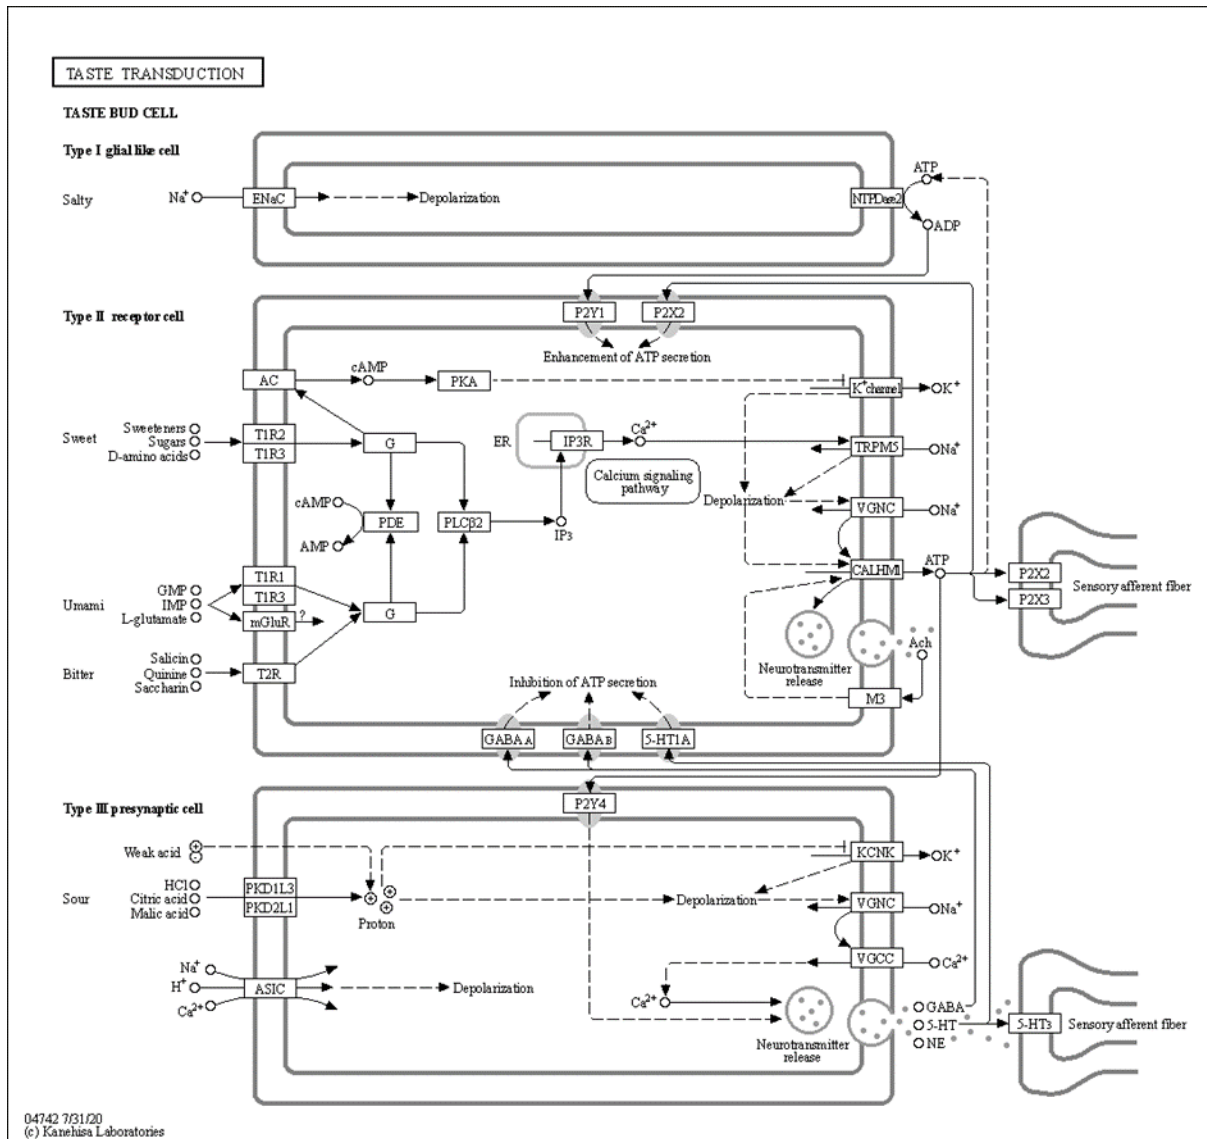 TASTE TRANSDUCTION
TASTE BUD CELL
Type I glial like cell
Salty
Na+
ENaC
Depolarization
NTPDase2
ATP
ADP
Type II receptor cell
P2Y1
P2X2
Enhancement of ATP secretion
AC
cAMP
PKA
K+channel
K+
Sweet
Sweeteners
Sugars
D-amino acids
T1R2
T1R3
G
ER
IP3R
Ca2+
TRPM5
Na+
Calcium signaling
pathway
Depolarization
VGNC
Na+
cAMP
AMP
PDE
PLCβ2
IP3
CALHM1
ATP
P2X2
P2X3
Sensory afferent fiber
Umami
GMP
IMP
L-glutamate
T1R1
T1R3
mGluR
?
G
Neurotransmitter
release
Ach
Bitter
Salicin
Quinine
Saccharin
T2R
M3
Inhibition of ATP secretion
GABA A
GABA B
5-HT1A
Type III presynaptic cell
P2Y4
Weak acid
+
-
KCNK
K+
Sour
HCl
Citric acid
Malic acid
PKD1L3
PKD2L1
+
+
+
Proton
Depolarization
VGNC
Na+
Na+
H+
Ca2+
ASIC
Depolarization
VGCC
Ca2+
Ca2+
Neurotransmitter
release
GABA
5-HT
NE
5-HT3
Sensory afferent fiber
04742 7/31/20
(c) Kanehisa Laboratories